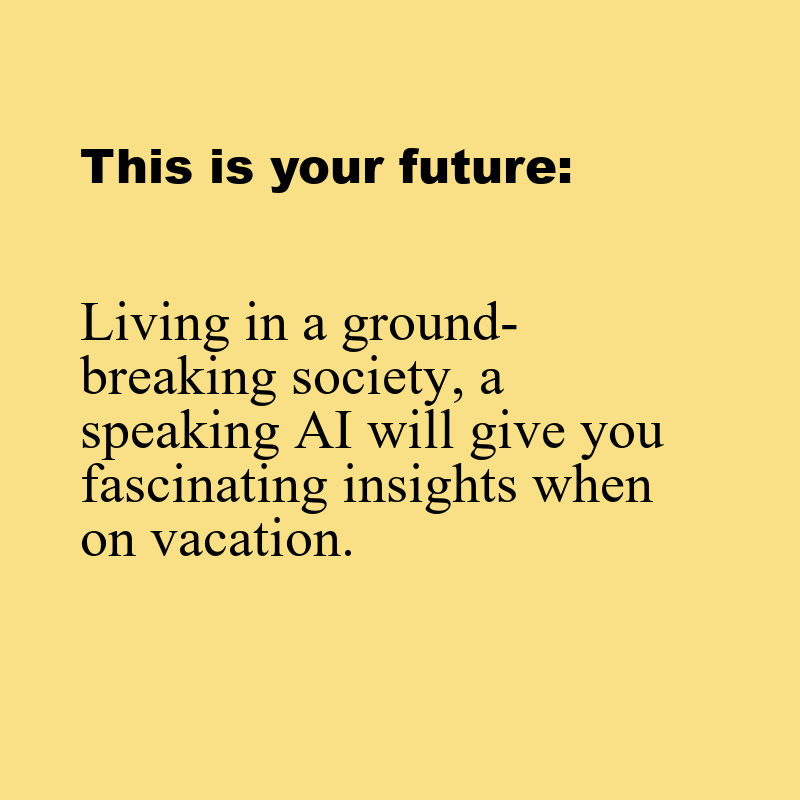 This is your future:
Living in a ground-
breaking society, a
speaking AI will give you
fascinating insights when
on vacation.